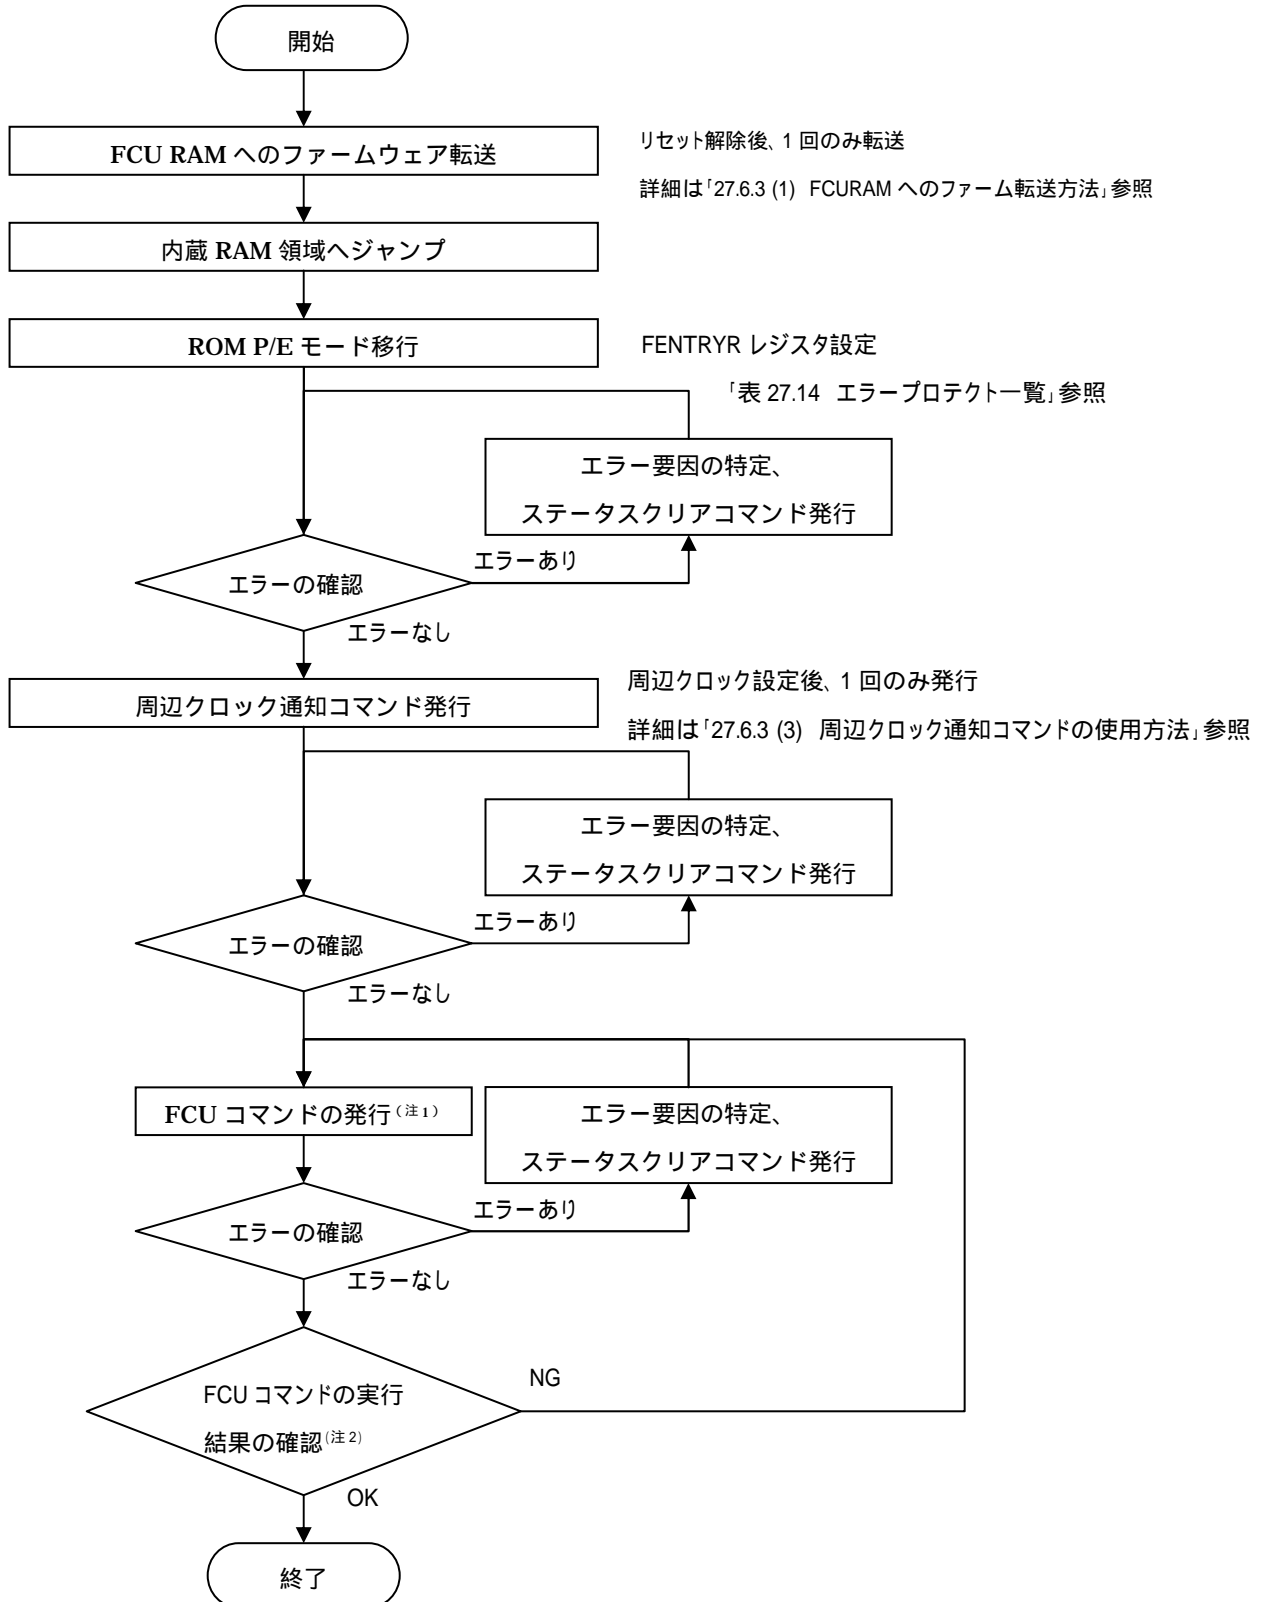 開始
FCU RAM へのファームウェア転送
リセット解除後、1 回のみ転送
詳細は「27.6.3 (1) FCURAM へのファーム転送方法」参照
内蔵 RAM 領域へジャンプ
ROM P/E モード移行
FENTRYR レジスタ設定
「表 27.14 エラープロテクト一覧」参照
エラー要因の特定、
ステータスクリアコマンド発行
エラーあり
エラーの確認
エラーなし
周辺クロック通知コマンド発行
周辺クロック設定後、1 回のみ発行
詳細は「27.6.3 (3) 周辺クロック通知コマンドの使用方法」参照
エラー要因の特定、
ステータスクリアコマンド発行
エラーあり
エラーの確認
エラーなし
FCU コマンドの発行(注1)
エラー要因の特定、
ステータスクリアコマンド発行
エラーあり
エラーの確認
エラーなし
NG
FCU コマンドの実行
結果の確認(注2)
OK
終了